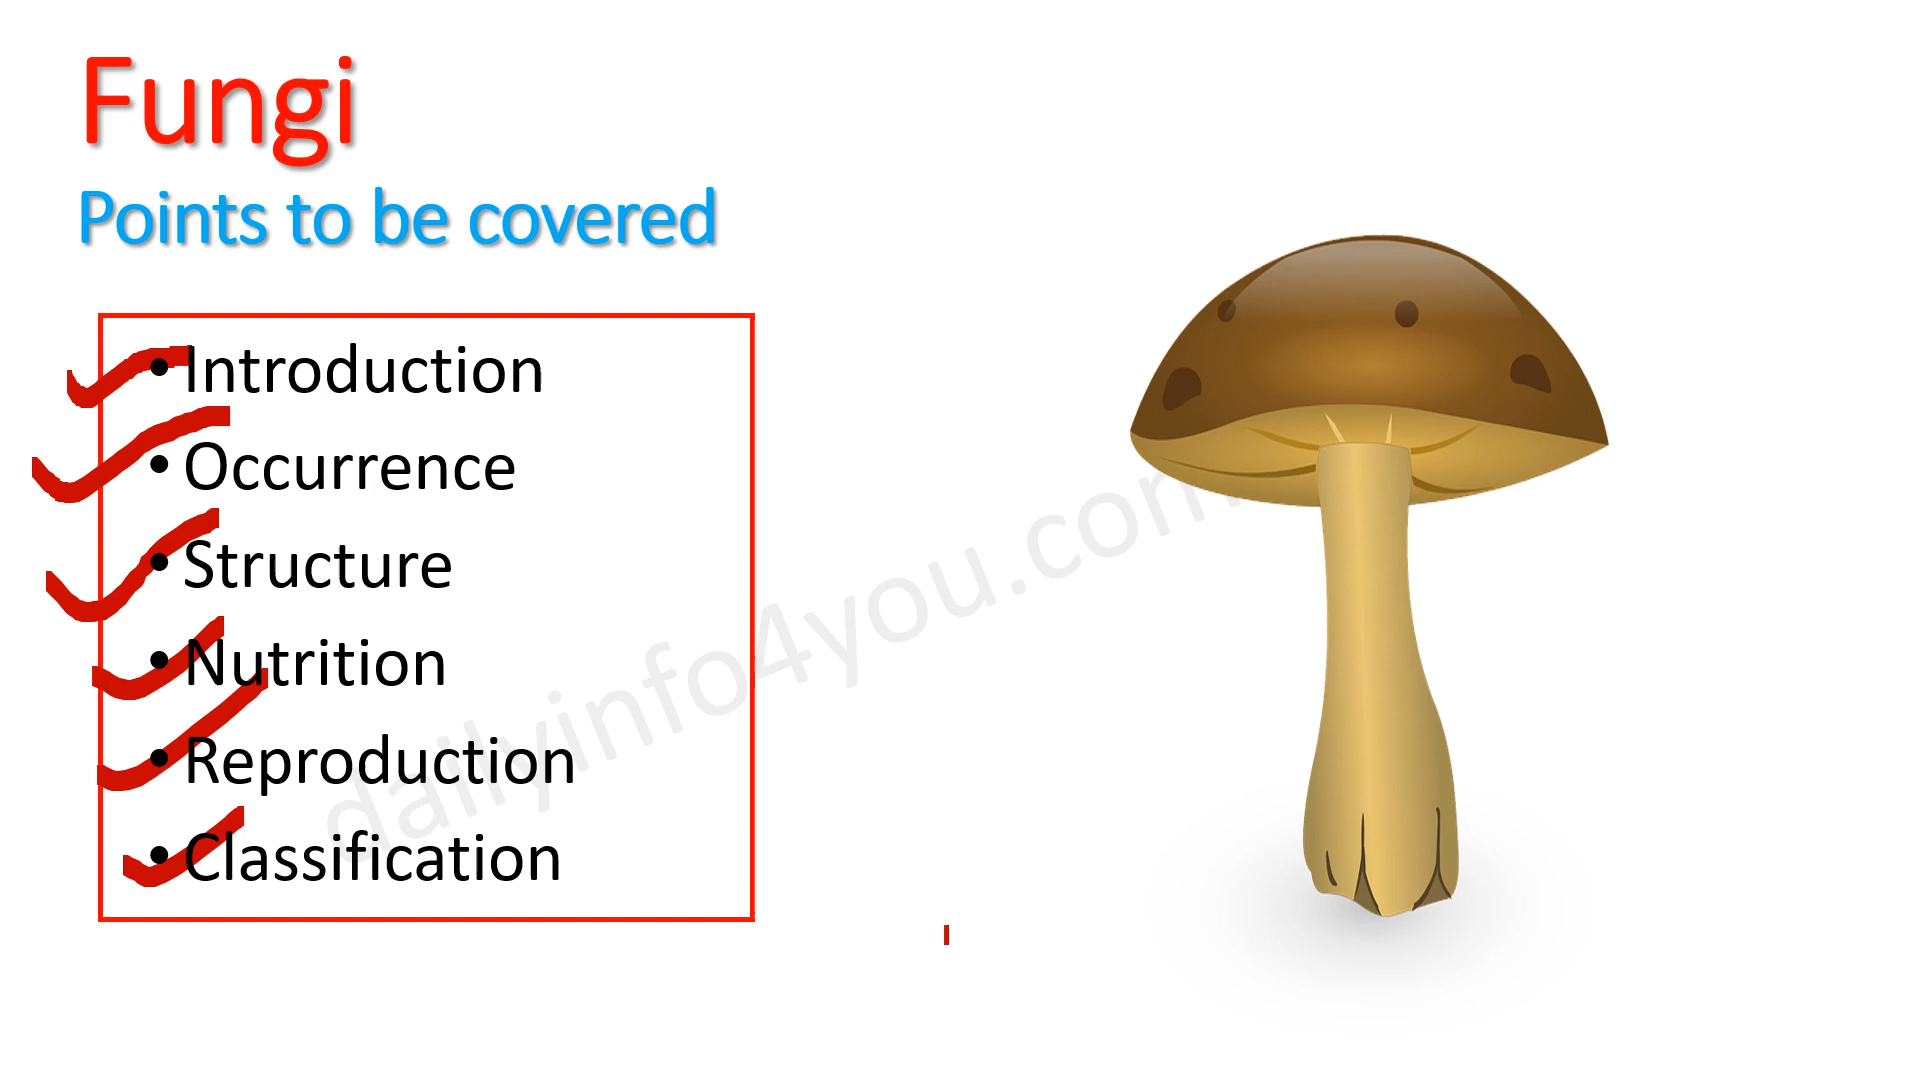 Fungi
Points to be covered
• Introduction
• Occurrence
• Structure
• Nutrition
• Reproduction
• Classification
dailyinfo4you.com